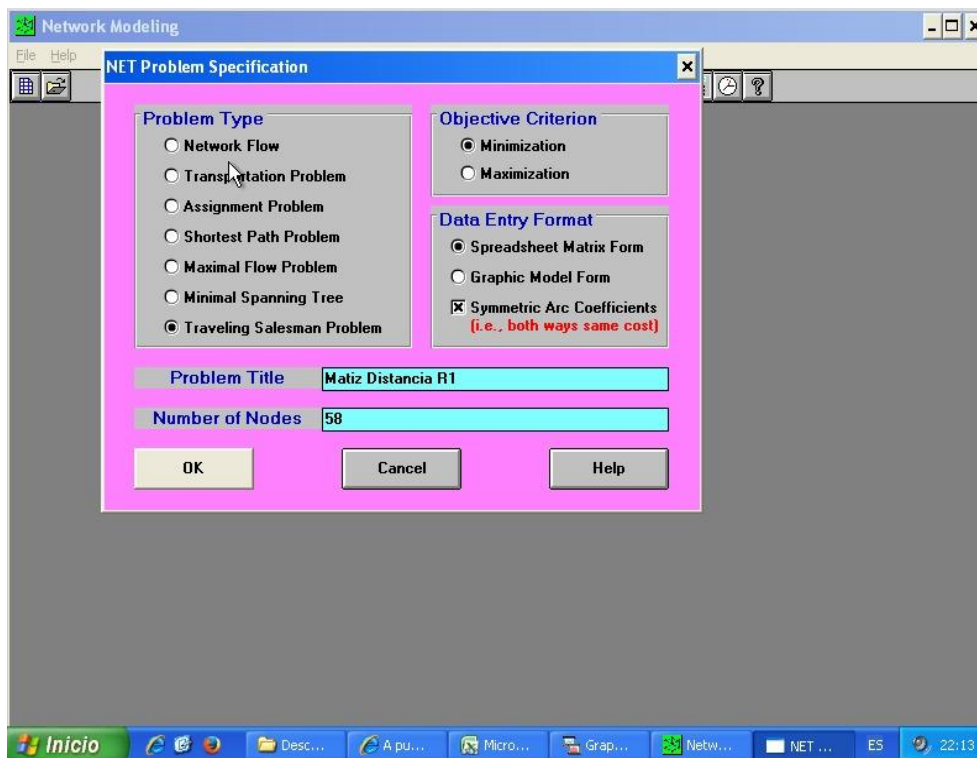 Network Modeling
File Help
NET Problem Specification
Problem Type
Network Flow
Transportation Problem
Assignment Problem
Shortest Path Problem
Maximal Flow Problem
Minimal Spanning Tree
Traveling Salesman Problem
Objective Criterion
Minimization
Maximization
Data Entry Format
Spreadsheet Matrix Form
Graphic Model Form
Symmetric Arc Coefficients
(i.e., both ways same cost)
Problem Title Matiz Distancia R1
Number of Nodes 58
OK Cancel Help
Inicio Desc... A pu... Micro... Grap... Netw... NET ... ES 22:13